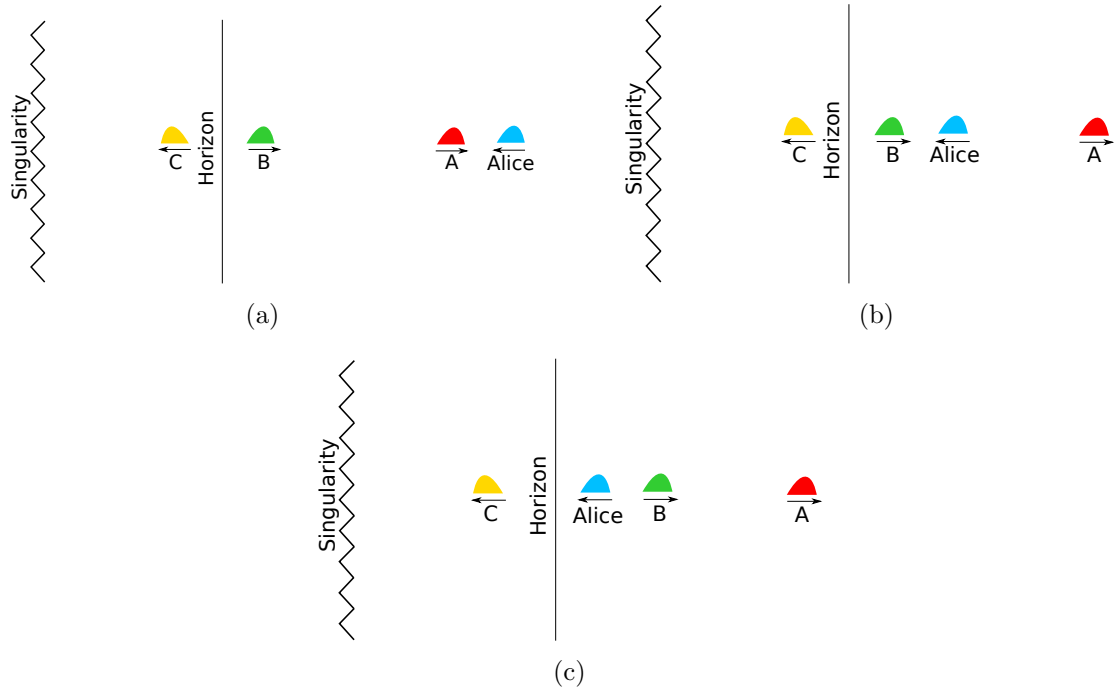 Singularity
C
Horizon
B
A
Alice
(a)
Singularity
C
Horizon
B
Alice
A
(b)
Singularity
C
Horizon
Alice
B
A
(c)